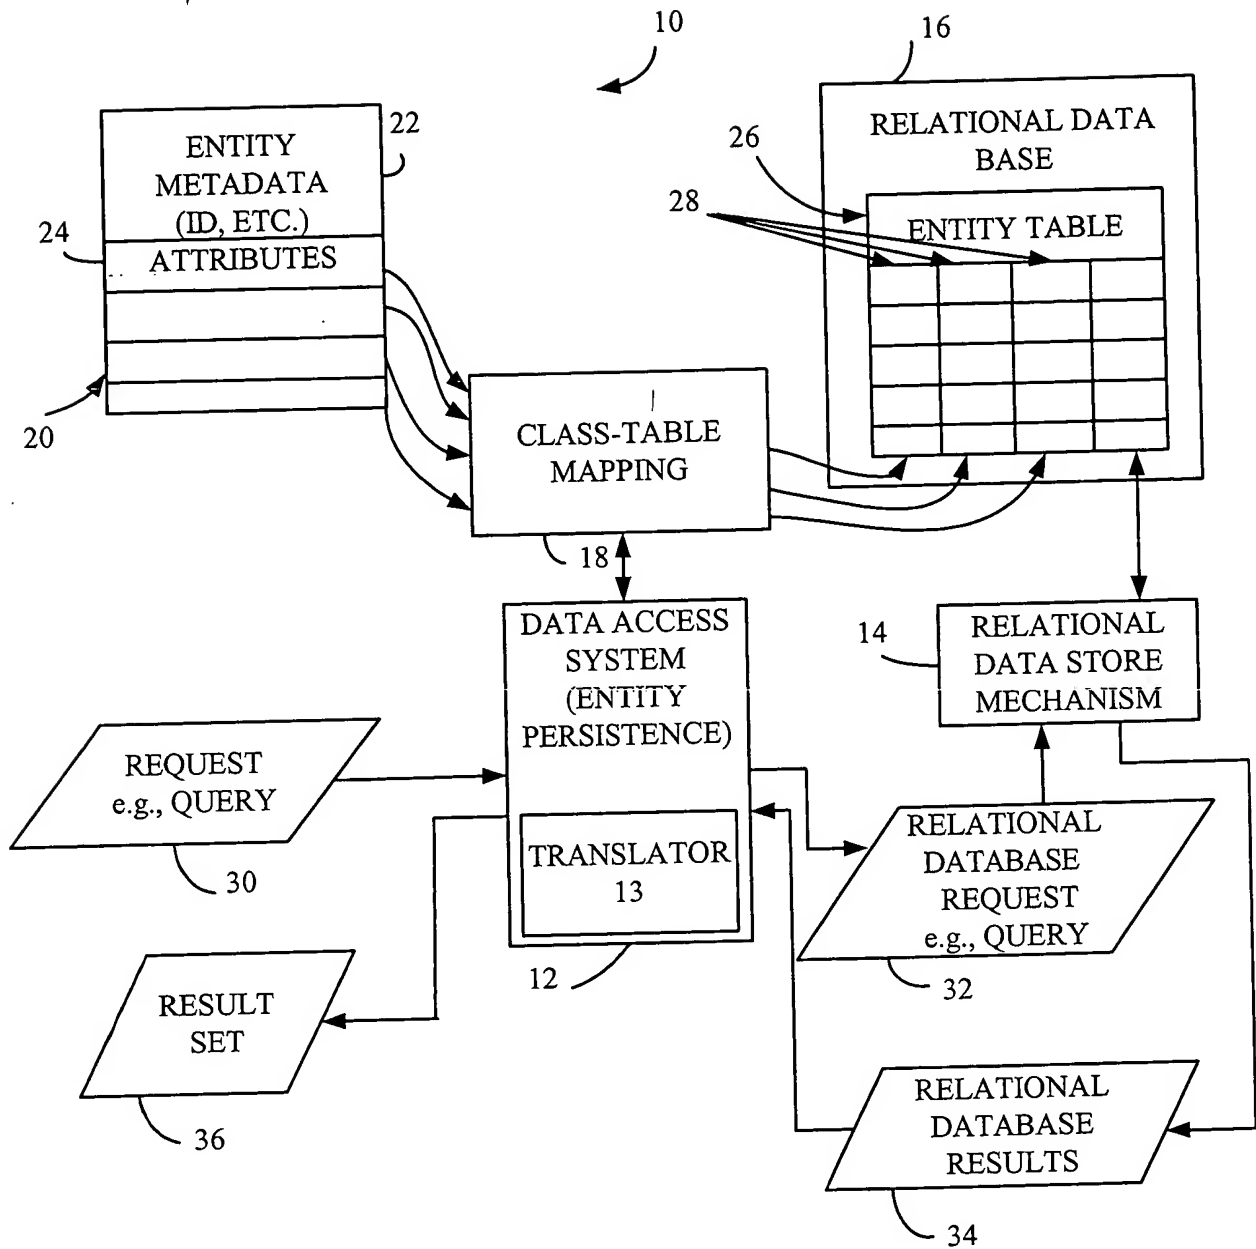 10
16
ENTITY
METADATA
(ID, ETC.)
22
24
ATTRIBUTES
20
RELATIONAL DATA
BASE
26
28
ENTITY TABLE
CLASS-TABLE
MAPPING
18
DATA ACCESS
SYSTEM
(ENTITY
PERSISTENCE)
TRANSLATOR
13
12
14
RELATIONAL
DATA STORE
MECHANISM
REQUEST
e.g., QUERY
30
RELATIONAL
DATABASE
REQUEST
e.g., QUERY
32
RESULT
SET
36
RELATIONAL
DATABASE
RESULTS
34